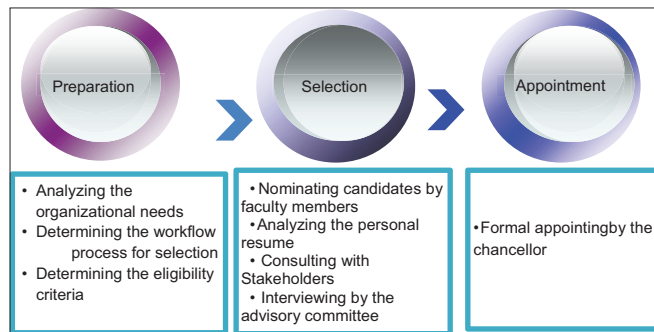 Preparation
Selection
Appointment
• Analyzing the
organizational needs
• Determining the workflow
process for selection
• Determining the eligibility
criteria
• Nominating candidates by
faculty members
• Analyzing the personal
resume
• Consulting with
Stakeholders
• Interviewing by the
advisory committee
• Formal appointingby the
chancellor